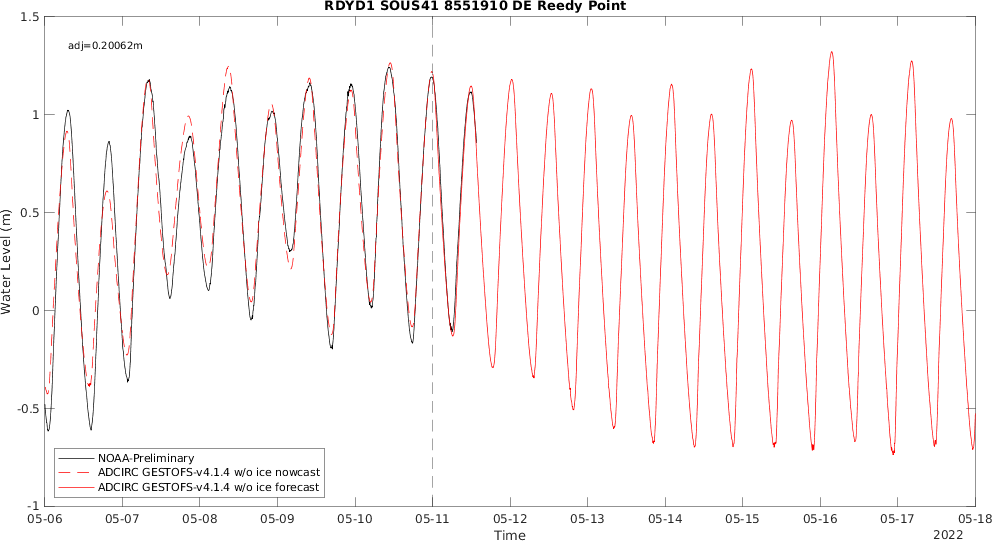 RDYD1 SOUS41 8551910 DE Reedy Point
1.5
adj=0.20062m
1
0.5
Water Level (m)
0
-0.5
NOAA-Preliminary
ADCIRC GESTOFS-v4.1.4 w/o ice nowcast
ADCIRC GESTOFS-v4.1.4 w/o ice forecast
-1
05-06 05-07 05-08 05-09 05-10 05-11 05-12 05-13 05-14 05-15 05-16 05-17 05-18
Time
2022